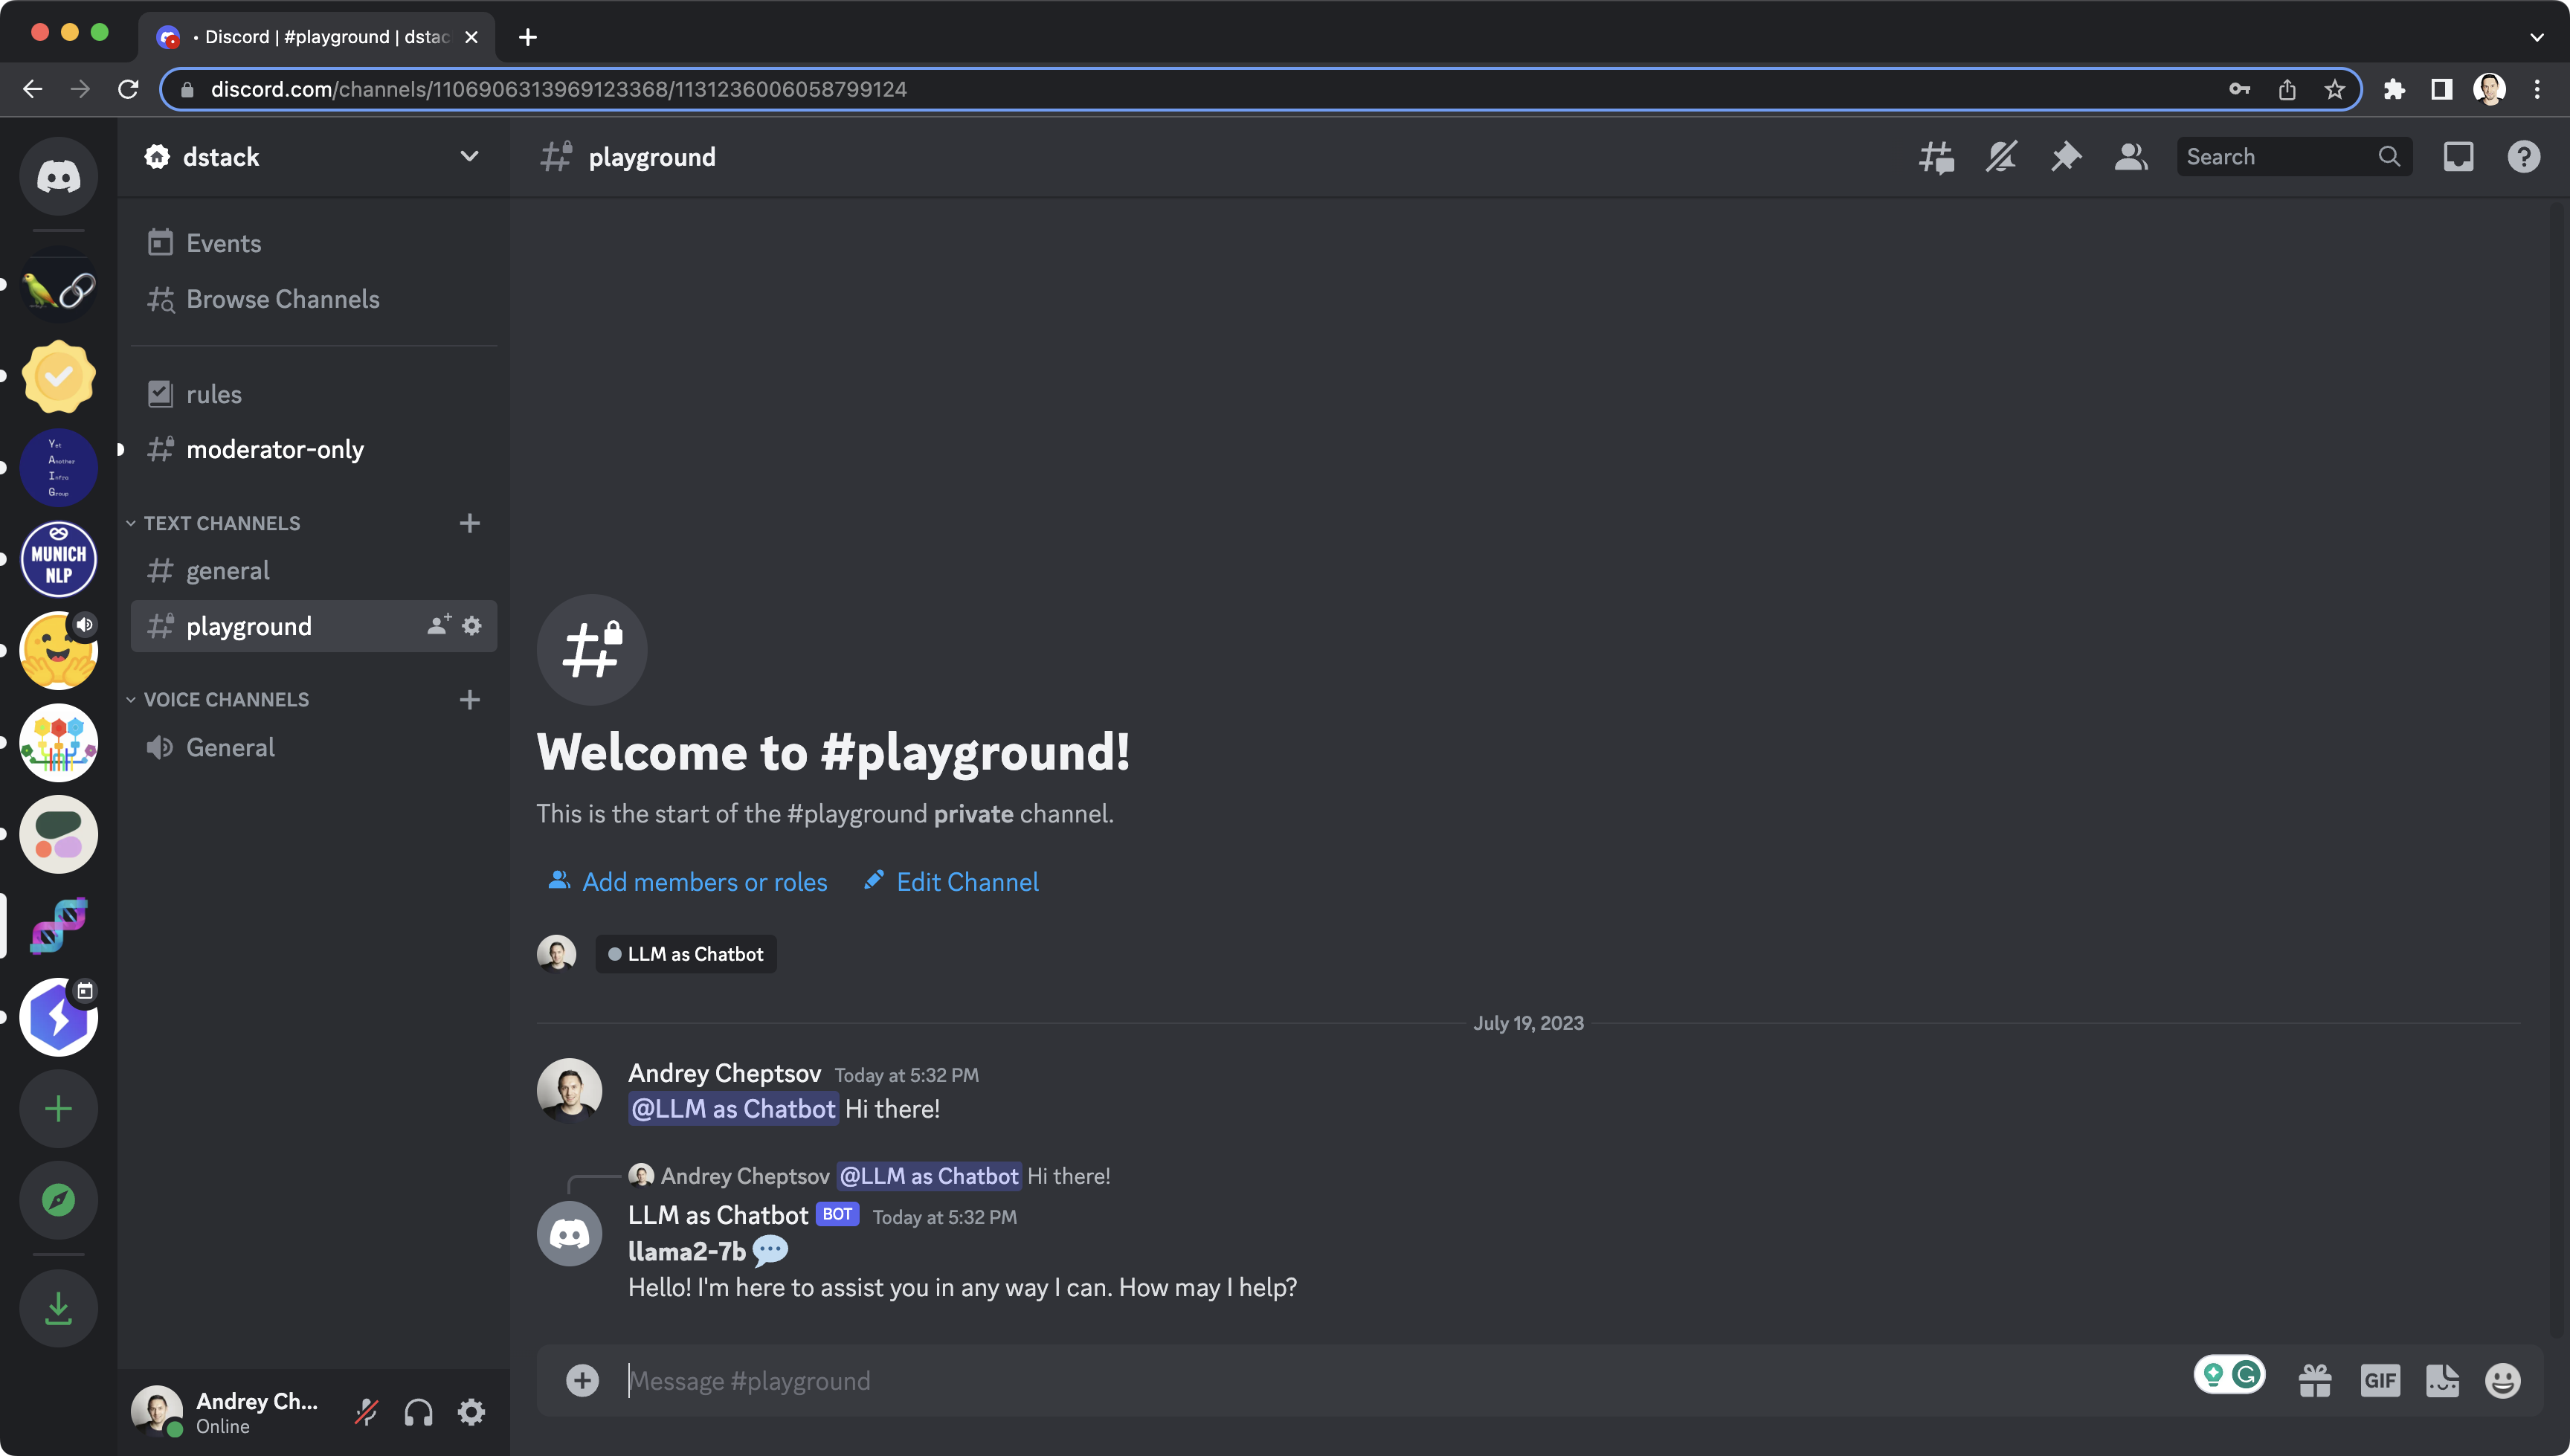 • Discord | #playground | dstac
discord.com/channels/1106906313969123368/1131236006058799124
dstack
Events
Browse Channels
rules
moderator-only
TEXT CHANNELS
general
playground
VOICE CHANNELS
General
Yet
Another
Infra
Group
MUNICH
NLP
Andrey Ch...
Online
playground
Search
Welcome to #playground!
This is the start of the #playground private channel.
Add members or roles
Edit Channel
LLM as Chatbot
July 19, 2023
Andrey Cheptsov Today at 5:32 PM
@LLM as Chatbot Hi there!
Andrey Cheptsov @LLM as Chatbot Hi there!
LLM as Chatbot BOT Today at 5:32 PM
llama2-7b
Hello! I'm here to assist you in any way I can. How may I help?
Message #playground
GIF